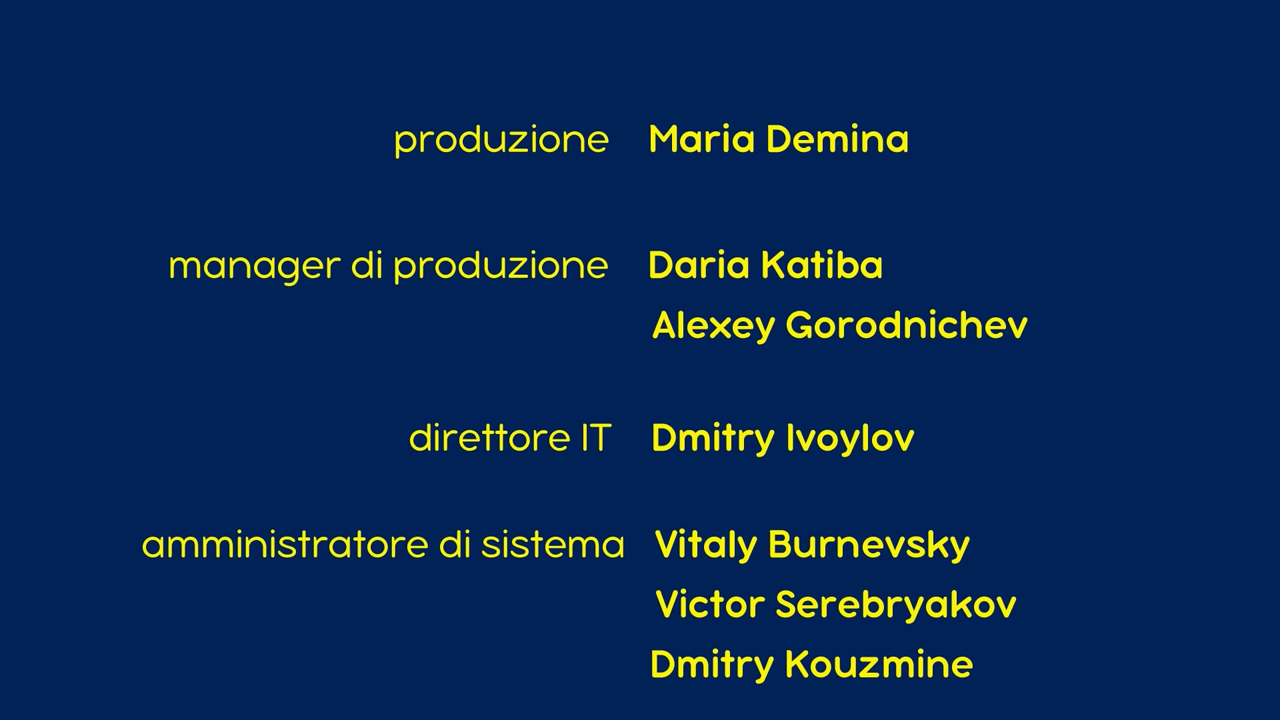 produzione Maria Demina
manager di produzione Daria Katiba
Alexey Gorodnichev
direttore IT Dmitry Ivoylov
amministratore di sistema Vitaly Burnevsky
Victor Serebryakov
Dmitry Kouzmine